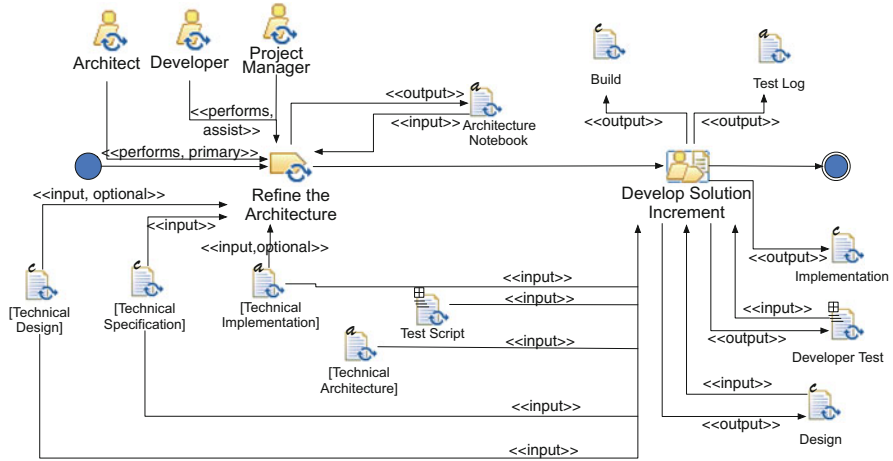 Architect
Developer
Project
Manager
<<performs,
assist>>
<<performs, primary>>
<<output>>
<<input>>
a
Architecture
Notebook
c
Build
a
Test Log
<<output>>
<<output>>
Refine the
Architecture
Develop Solution
Increment
<<input, optional>>
<<input>>
<<input,optional>>
c
[Technical
Design]
c
[Technical
Specification]
a
[Technical
Implementation]
Test Script
a
[Technical
Architecture]
<<input>>
<<input>>
<<input>>
<<input>>
<<input>>
<<output>>
c
Implementation
<<input>>
<<output>>
Developer Test
<<input>>
<<output>>
c
Design